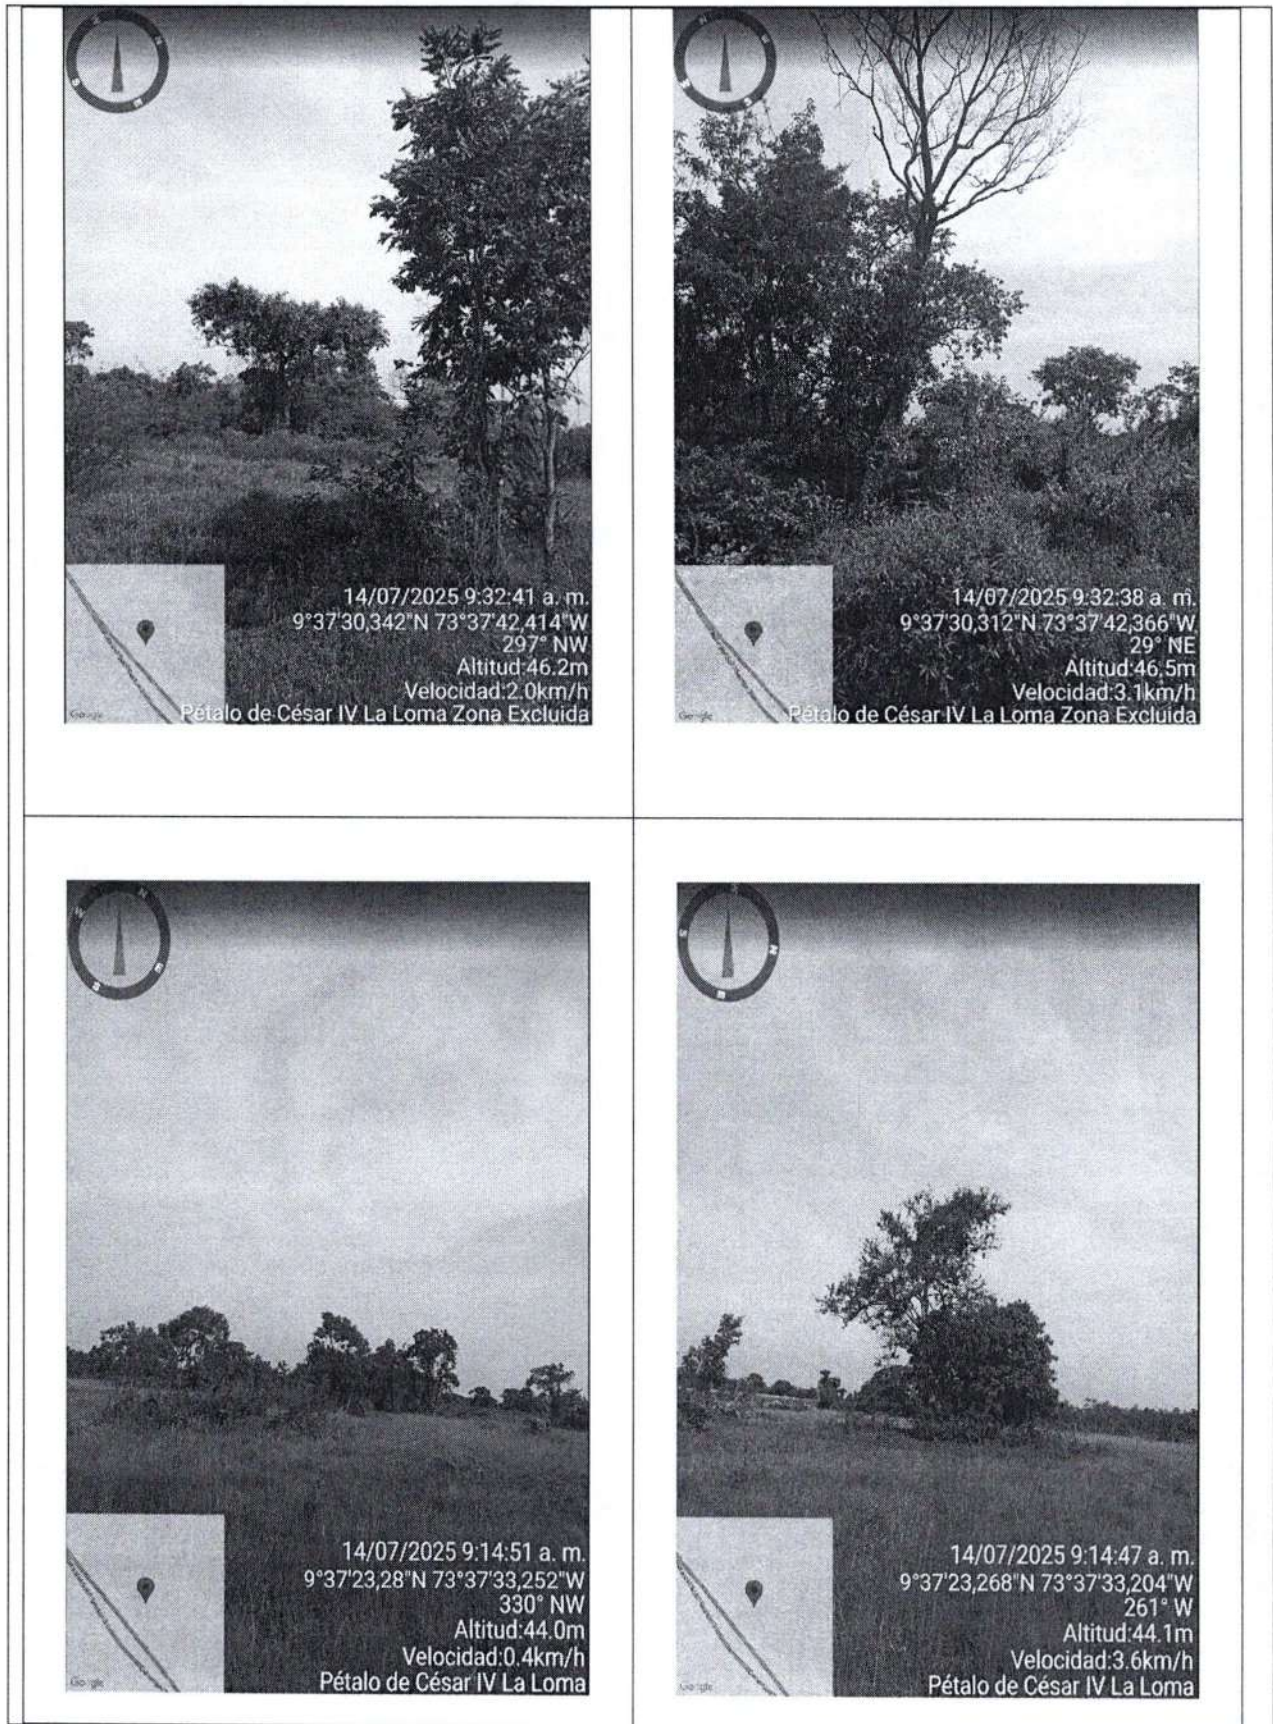 14/07/2025 9:32:41 a. m.
9°37'30,342"N 73°37'42,414"W
297° NW
Altitud:46.2m
Velocidad:2.0km/h
Pétalo de César IV La Loma Zona Excluida
Google
14/07/2025 9:32:38 a. m.
9°37'30,312"N 73°37'42,366"W
29° NE
Altitud:46.5m
Velocidad:3.1km/h
Pétalo de César IV La Loma Zona Excluida
Google
14/07/2025 9:14:51 a. m.
9°37'23,28"N 73°37'33,252"W
330° NW
Altitud:44.0m
Velocidad:0.4km/h
Pétalo de César IV La Loma
Google
14/07/2025 9:14:47 a. m.
9°37'23,268"N 73°37'33,204"W
261° W
Altitud:44.1m
Velocidad:3.6km/h
Pétalo de César IV La Loma
Google